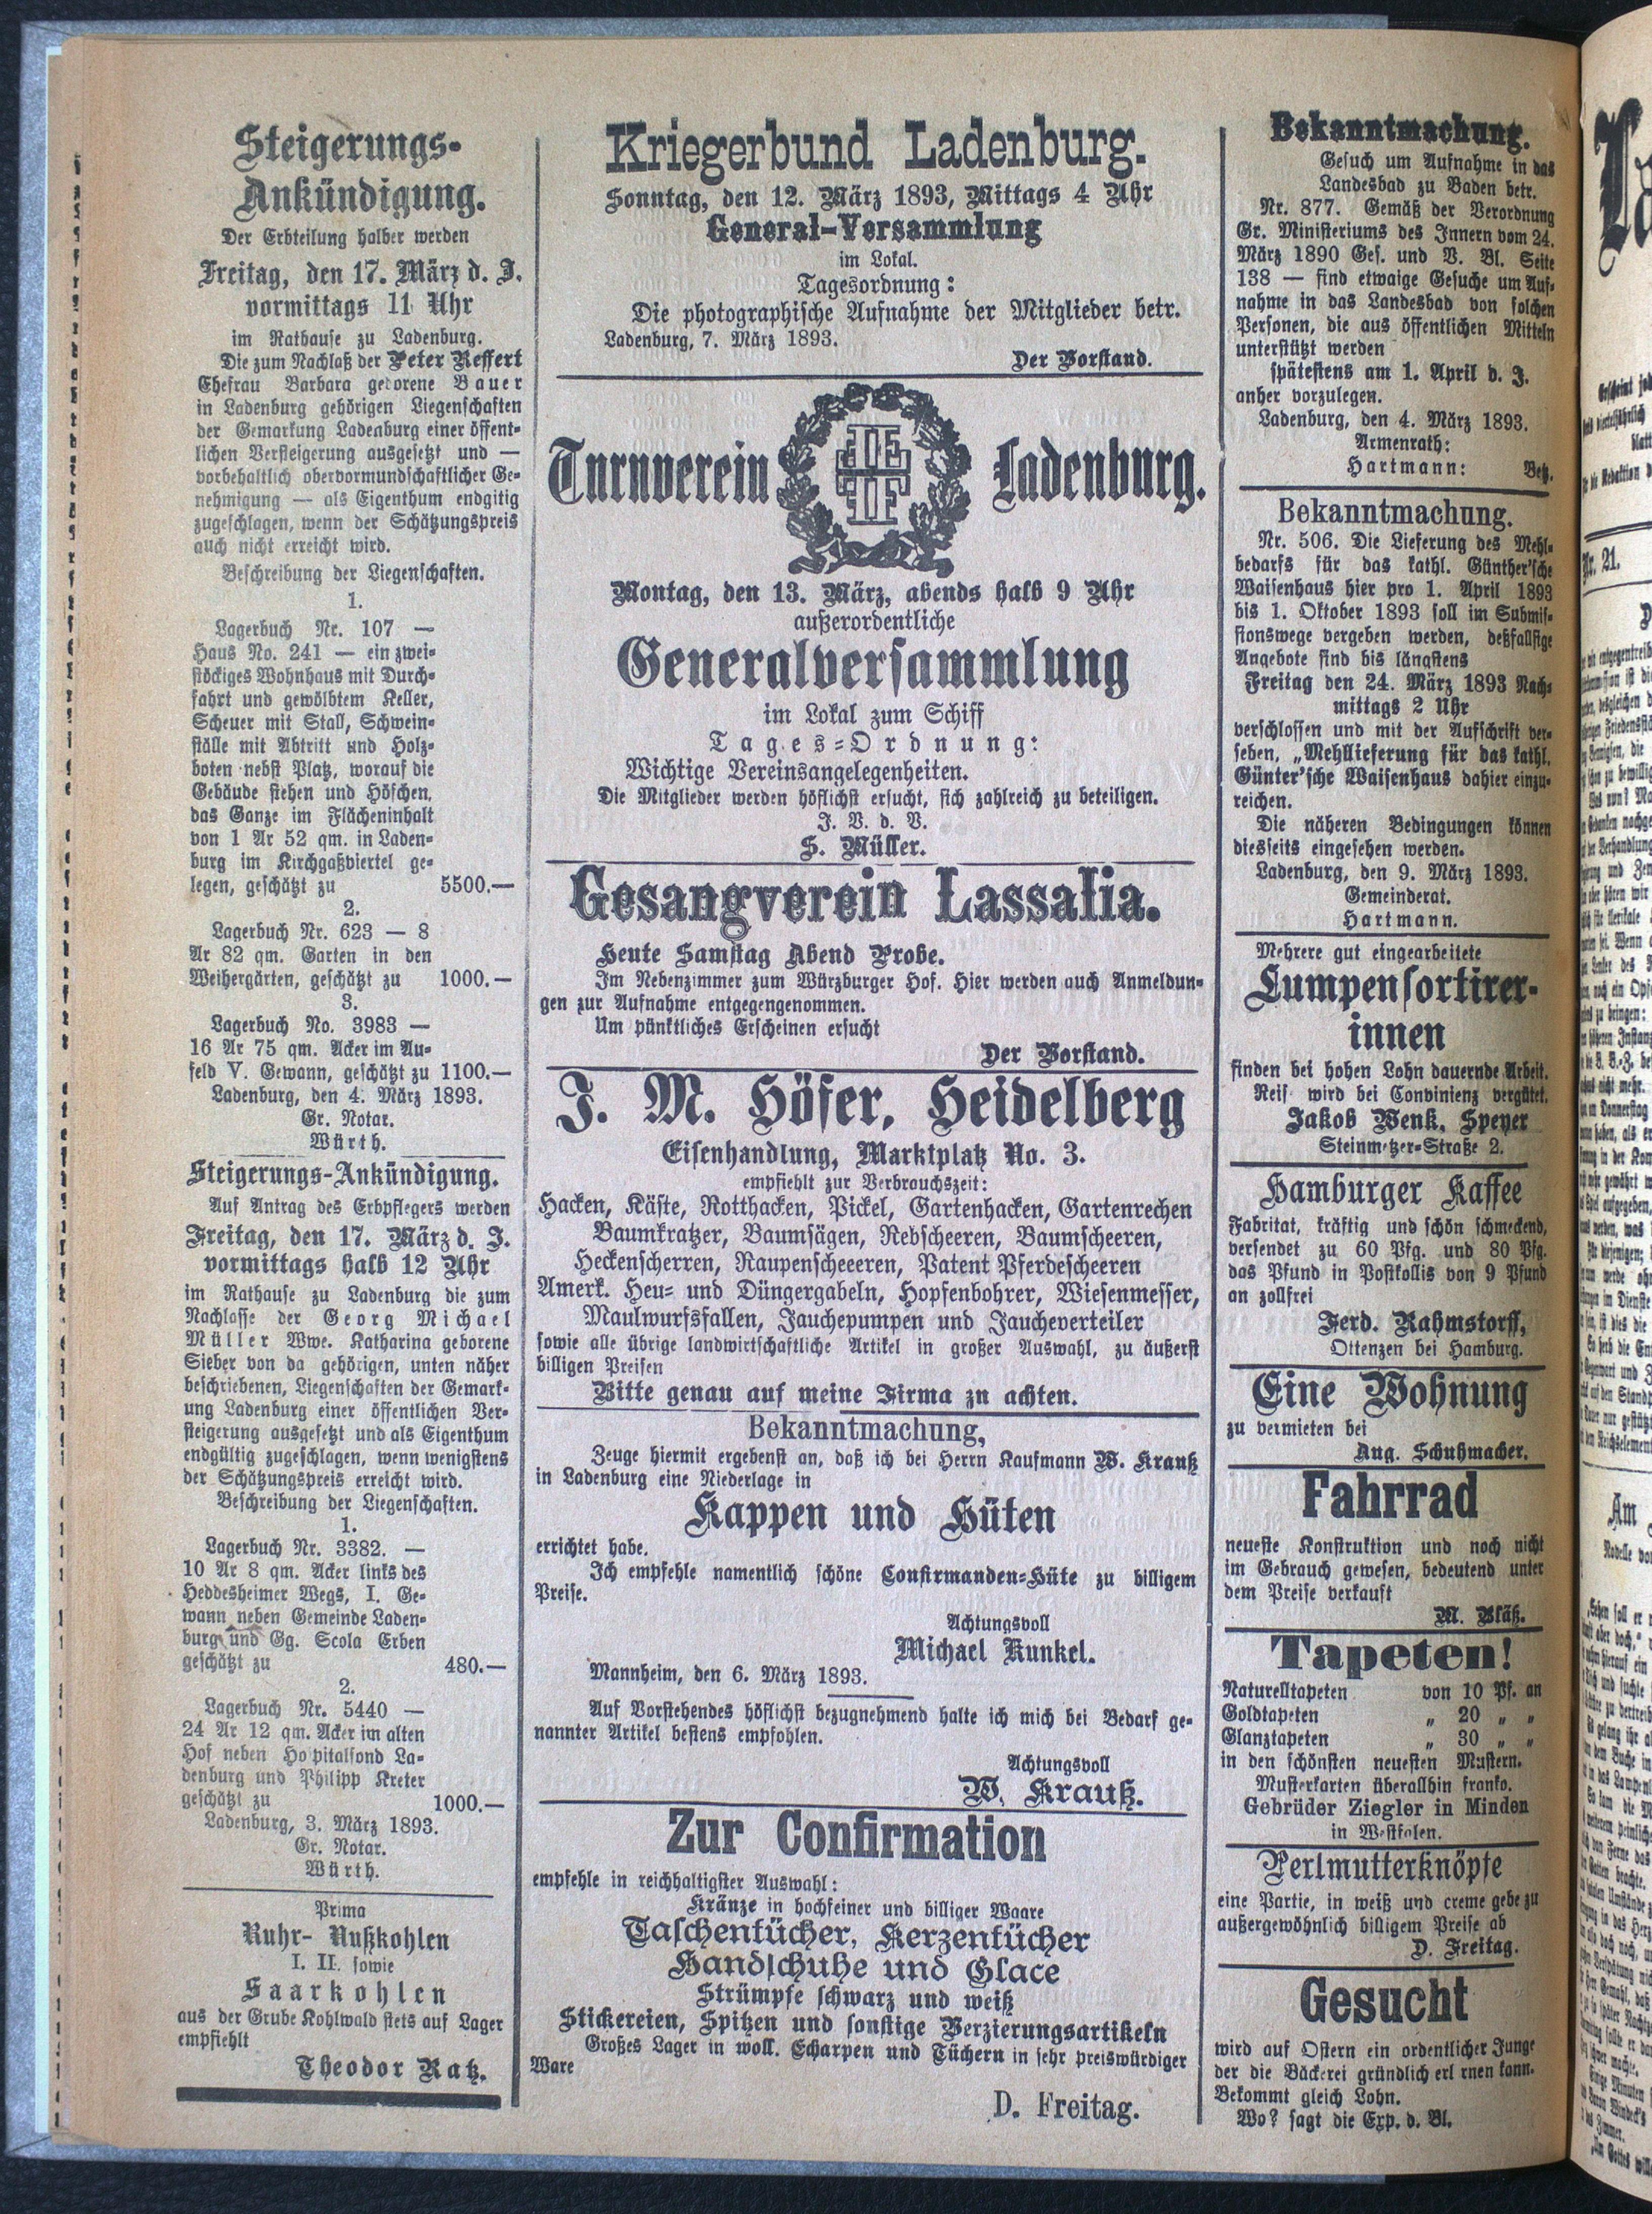 Steigerungs-
Ankündigung.
Der Erbteilung halber werden
Freitag, den 17. März d. J.
vormittags 11 Uhr
im Rathause zu Ladenburg.
Die zum Nachlaß der Peter Reffert
Ehefrau Barbara geborene Bauer
in Ladenburg gehörigen Liegenschaften
der Gemarkung Ladenburg einer öffent-
lichen Versteigerung ausgesetzt und —
vorbehaltlich obervormundschaftlicher Ge-
nehmigung — als Eigenthum endgitig
zugeschlagen, wenn der Schätzungspreis
auch nicht erreicht wird.
Beschreibung der Liegenschaften.
1.
Lagerbuch Nr. 107 —
Haus No. 241 — ein zwei-
stöckiges Wohnhaus mit Durch-
fahrt und gewölbtem Keller,
Scheuer mit Stall, Schwein-
ställe mit Abtritt und Holz-
boten nebst Platz, worauf die
Gebäude stehen und Höfchen,
das Ganze im Flächeninhalt
von 1 Ar 52 qm. in Laden-
burg im Kirchgaßviertel ge-
legen, geschätzt zu 5500.—
2.
Lagerbuch Nr. 623 — 8
Ar 82 qm. Garten in den
Weihergärten, geschätzt zu 1000.—
3.
Lagerbuch No. 3983 —
16 Ar 75 qm. Acker im Au-
feld V. Gewann, geschätzt zu 1100.—
Ladenburg, den 4. März 1893.
Gr. Notar.
Würth.
Steigerungs-Ankündigung.
Auf Antrag des Erbpflegers werden
Freitag, den 17. März d. J.
vormittags halb 12 Uhr
im Rathause zu Ladenburg die zum
Nachlasse der Georg Michael
Müller Wwe. Katharina geborene
Sieber von da gehörigen, unten näher
beschriebenen, Liegenschaften der Gemark-
ung Ladenburg einer öffentlichen Ver-
steigerung ausgesetzt und als Eigenthum
endgültig zugeschlagen, wenn wenigstens
der Schätzungspreis erreicht wird.
Beschreibung der Liegenschaften.
1.
Lagerbuch Nr. 3382. —
10 Ar 8 qm. Acker links des
Heddesheimer Wegs, I. Ge-
wann neben Gemeinde Laden-
burg und Gg. Scola Erben
geschätzt zu 480.—
2.
Lagerbuch Nr. 5440 —
24 Ar 12 qm. Acker im alten
Hof neben Ho pitalfond La-
denburg und Philipp Kreter
geschätzt zu 1000.—
Ladenburg, 3. März 1893.
Gr. Notar.
Würth.
Prima
Ruhr- Nußkohlen
I. II. sowie
Saarkohlen
aus der Grube Kohlwald stets auf Lager
empfiehlt
Theodor Ratz.
Kriegerbund Ladenburg.
Sonntag, den 12. März 1893, Mittags 4 Uhr
General-Versammlung
im Lokal.
Tagesordnung:
Die photographische Aufnahme der Mitglieder betr.
Ladenburg, 7. März 1893.
Der Vorstand.
Turnverein Ladenburg.
Montag, den 13. März, abends halb 9 Uhr
außerordentliche
Generalversammlung
im Lokal zum Schiff
Tages=Ordnung:
Wichtige Vereinsangelegenheiten.
Die Mitglieder werden höflichst ersucht, sich zahlreich zu beteiligen.
J. V. d. V.
S. Müller.
Gesangverein Lassalia.
Heute Samstag Abend Probe.
Im Nebenzimmer zum Würzburger Hof. Hier werden auch Anmeldun-
gen zur Aufnahme entgegengenommen.
Um pünktliches Erscheinen ersucht
Der Vorstand.
J. M. Höfer, Heidelberg
Eisenhandlung, Marktplatz No. 3.
empfiehlt zur Verbrauchszeit:
Hacken, Käste, Rotthacken, Pickel, Gartenhacken, Gartenrechen
Baumkratzer, Baumsägen, Rebscheeren, Baumscheeren,
Heckenscherren, Raupenscheeeren, Patent Pferdescheeren
Amerk. Heu- und Düngergabeln, Hopfenbohrer, Wiesenmesser,
Maulwurfsfallen, Jauchepumpen und Jaucheverteiler
sowie alle übrige landwirtschaftliche Artikel in großer Auswahl, zu äußerst
billigen Preisen
Bitte genau auf meine Firma zu achten.
Bekanntmachung,
Zeuge hiermit ergebenst an, daß ich bei Herrn Kaufmann W. Krauß
in Ladenburg eine Niederlage in
Kappen und Hüten
errichtet habe.
Ich empfehle namentlich schöne Confirmanden-Hüte zu billigem
Preise.
Achtungsvoll
Michael Kunkel.
Mannheim, den 6. März 1893.
Auf Vorstehendes höflichst bezugnehmend halte ich mich bei Bedarf ge-
nannter Artikel bestens empfohlen.
Achtungsvoll
W. Krauß.
Zur Confirmation
empfehle in reichhaltigster Auswahl:
Kränze in hochfeiner und billiger Waare
Taschentücher, Kerzentücher
Handschuhe und Glace
Strümpfe schwarz und weiß
Stickereien, Spitzen und sonstige Verzierungsartikeln
Großes Lager in woll. Echarpen und Tüchern in sehr preiswürdiger
Ware
D. Freitag.
Bekanntmachung.
Gesuch um Aufnahme in das
Landesbad zu Baden betr.
Nr. 877. Gemäß der Verordnung
Gr. Ministeriums des Innern vom 24.
März 1890 Ges. und V. Bl. Seite
138 — sind etwaige Gesuche um Auf-
nahme in das Landesbad von solchen
Personen, die aus öffentlichen Mitteln
unterstützt werden
spätestens am 1. April d. J.
anher vorzulegen.
Ladenburg, den 4. März 1893.
Armenrath:
Hartmann: Betz.
Bekanntmachung.
Nr. 506. Die Lieferung des Mehl-
bedarfs für das kathl. Günther'sche
Waisenhaus hier pro 1. April 1893
bis 1. Oktober 1893 soll im Submis-
sionswege vergeben werden, deßfallsige
Angebote sind bis längstens
Freitag den 24. März 1893 Nach-
mittags 2 Uhr
verschlossen und mit der Aufschrift ver-
sehen, „Mehllieferung für das kathl.
Günter'sche Waisenhaus dahier einzu-
reichen.
Die näheren Bedingungen können
diesseits eingesehen werden.
Ladenburg, den 9. März 1893.
Gemeinderat.
Hartmann.
Mehrere gut eingearbeitete
Lumpensortirer-
innen
finden bei hohen Lohn dauernde Arbeit.
Reis wird bei Convinienz vergütet.
Jakob Wenk, Speyer
Steinmetzer-Straße 2.
Hamburger Kaffee
Fabritat, kräftig und schön schmeckend,
versendet zu 60 Pfg. und 80 Pfg.
das Pfund in Postkollis von 9 Pfund
an zollfrei
Ferd. Rahmstorff,
Ottenzen bei Hamburg.
Eine Wohnung
zu vermieten bei
Aug. Schuhmacher.
Fahrrad
neueste Konstruktion und noch nicht
im Gebrauch gewesen, bedeutend unter
dem Preise verkauft
M. Bläß.
Tapeten!
Naturelltapeten von 10 Pf. an
Goldtapeten „ 20 „ „
Glanztapeten „ 30 „ „
in den schönsten neuesten Mustern.
Musterkarten überallhin franko.
Gebrüder Ziegler in Minden
in Westfalen.
Perlmutterknöpfe
eine Partie, in weiß und creme gebe zu
außergewöhnlich billigem Preise ab
D. Freitag.
Gesucht
wird auf Ostern ein ordentlicher Junge
der die Bäckerei gründlich erl rnen kann.
Bekommt gleich Lohn.
Wo? sagt die Exp. d. Bl.
Nr. 21.